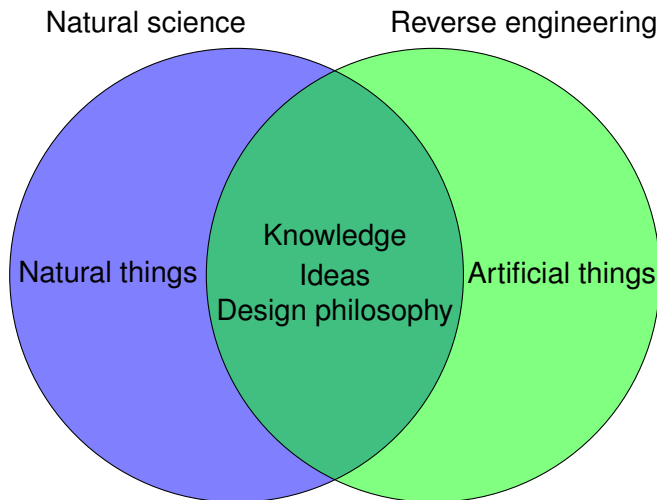 Natural science
Reverse engineering
Knowledge
Natural things
Ideas
Artificial things
Design philosophy